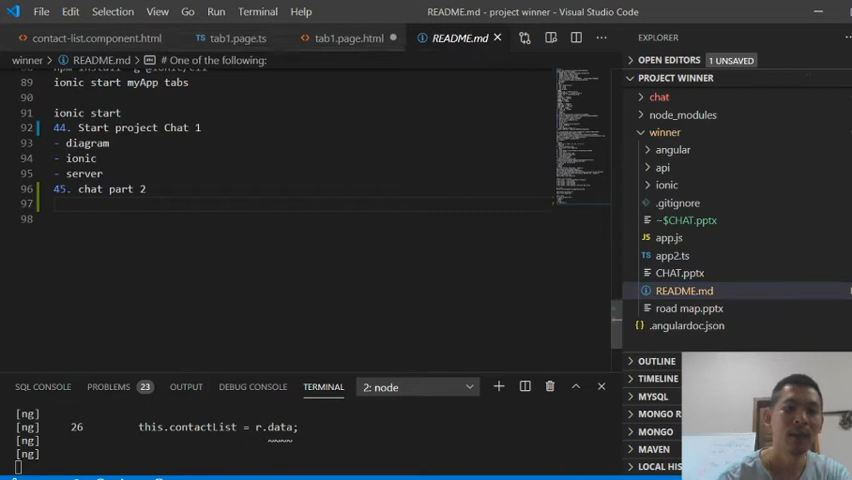 File Edit Selection View Go Run Terminal Help README.md - project winner - Visual Studio Code
contact-list.component.html tab1.page.ts tab1.page.html README.md
EXPLORER
winner > README.md > # One of the following:
OPEN EDITORS 1 UNSAVED
PROJECT WINNER
chat
node_modules
winner
angular
api
ionic
.gitignore
~$CHAT.pptx
app.js
app2.ts
CHAT.pptx
README.md
road map.pptx
.angulardoc.json
OUTLINE
TIMELINE
MYSQL
MONGO
MAVEN
89 ionic start myApp tabs
90
91 ionic start
92 44. Start project Chat 1
93 - diagram
94 - ionic
95 - server
96 45. chat part 2
97
98
SQL CONSOLE PROBLEMS 23 OUTPUT DEBUG CONSOLE TERMINAL 2: node
[ng]
[ng] 26 this.contactList = r.data;
[ng] ~~~~
[ng]